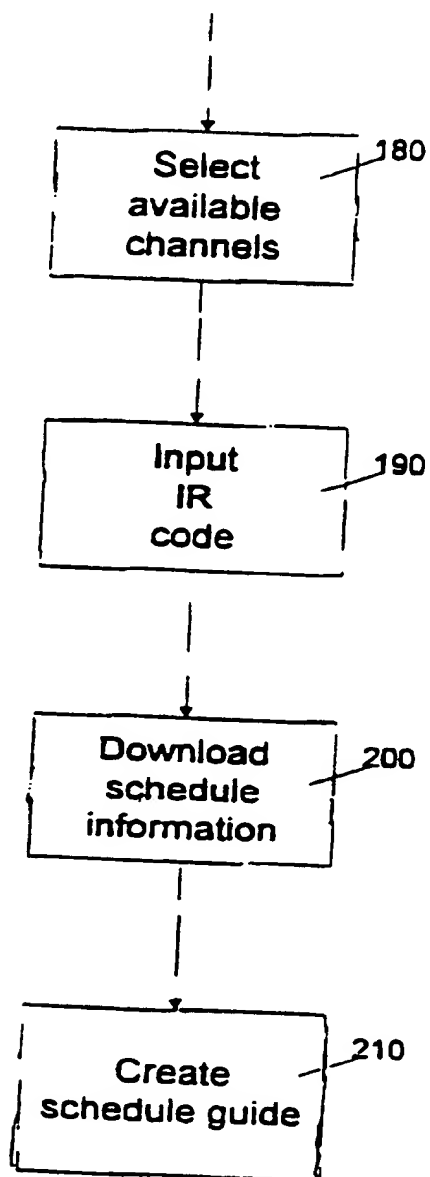 Select
available
channels
180
Input
IR
code
190
Download
schedule
information
200
Create
schedule guide
210